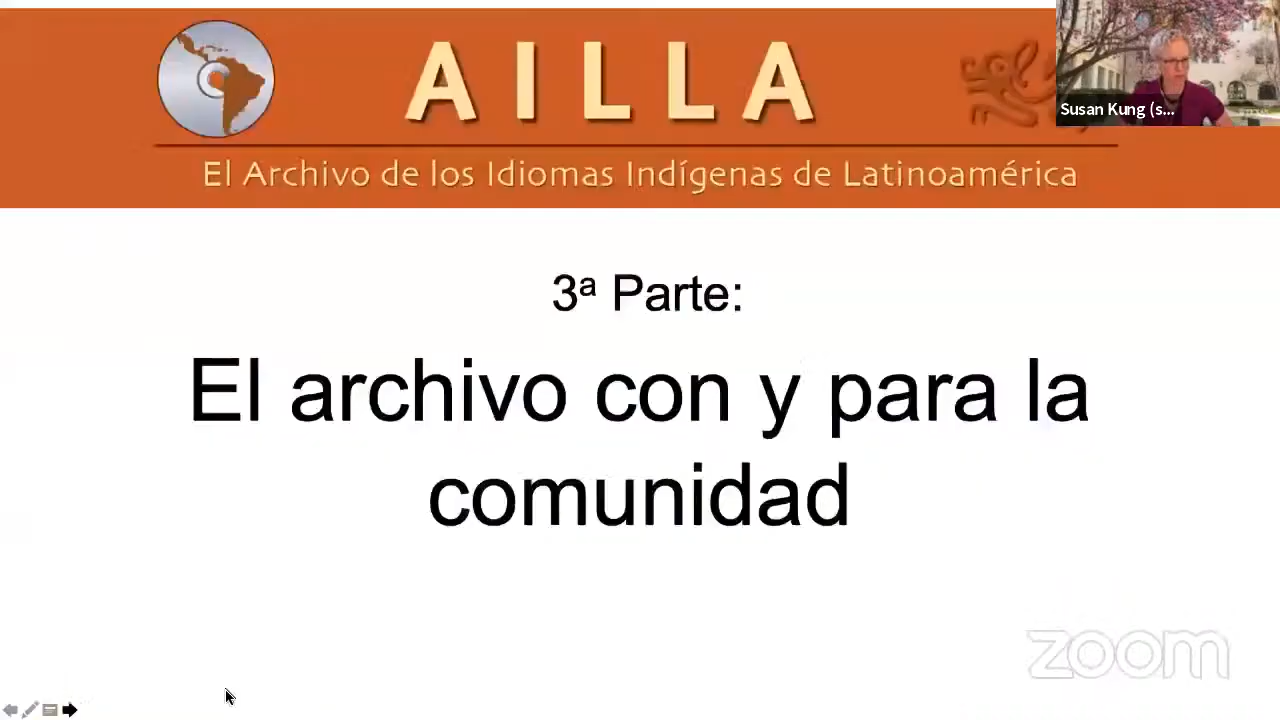 AILLA
Susan Kung (s...
El Archivo de los Idiomas Indígenas de Latinoamérica
3ª Parte:
El archivo con y para la
comunidad
zoom